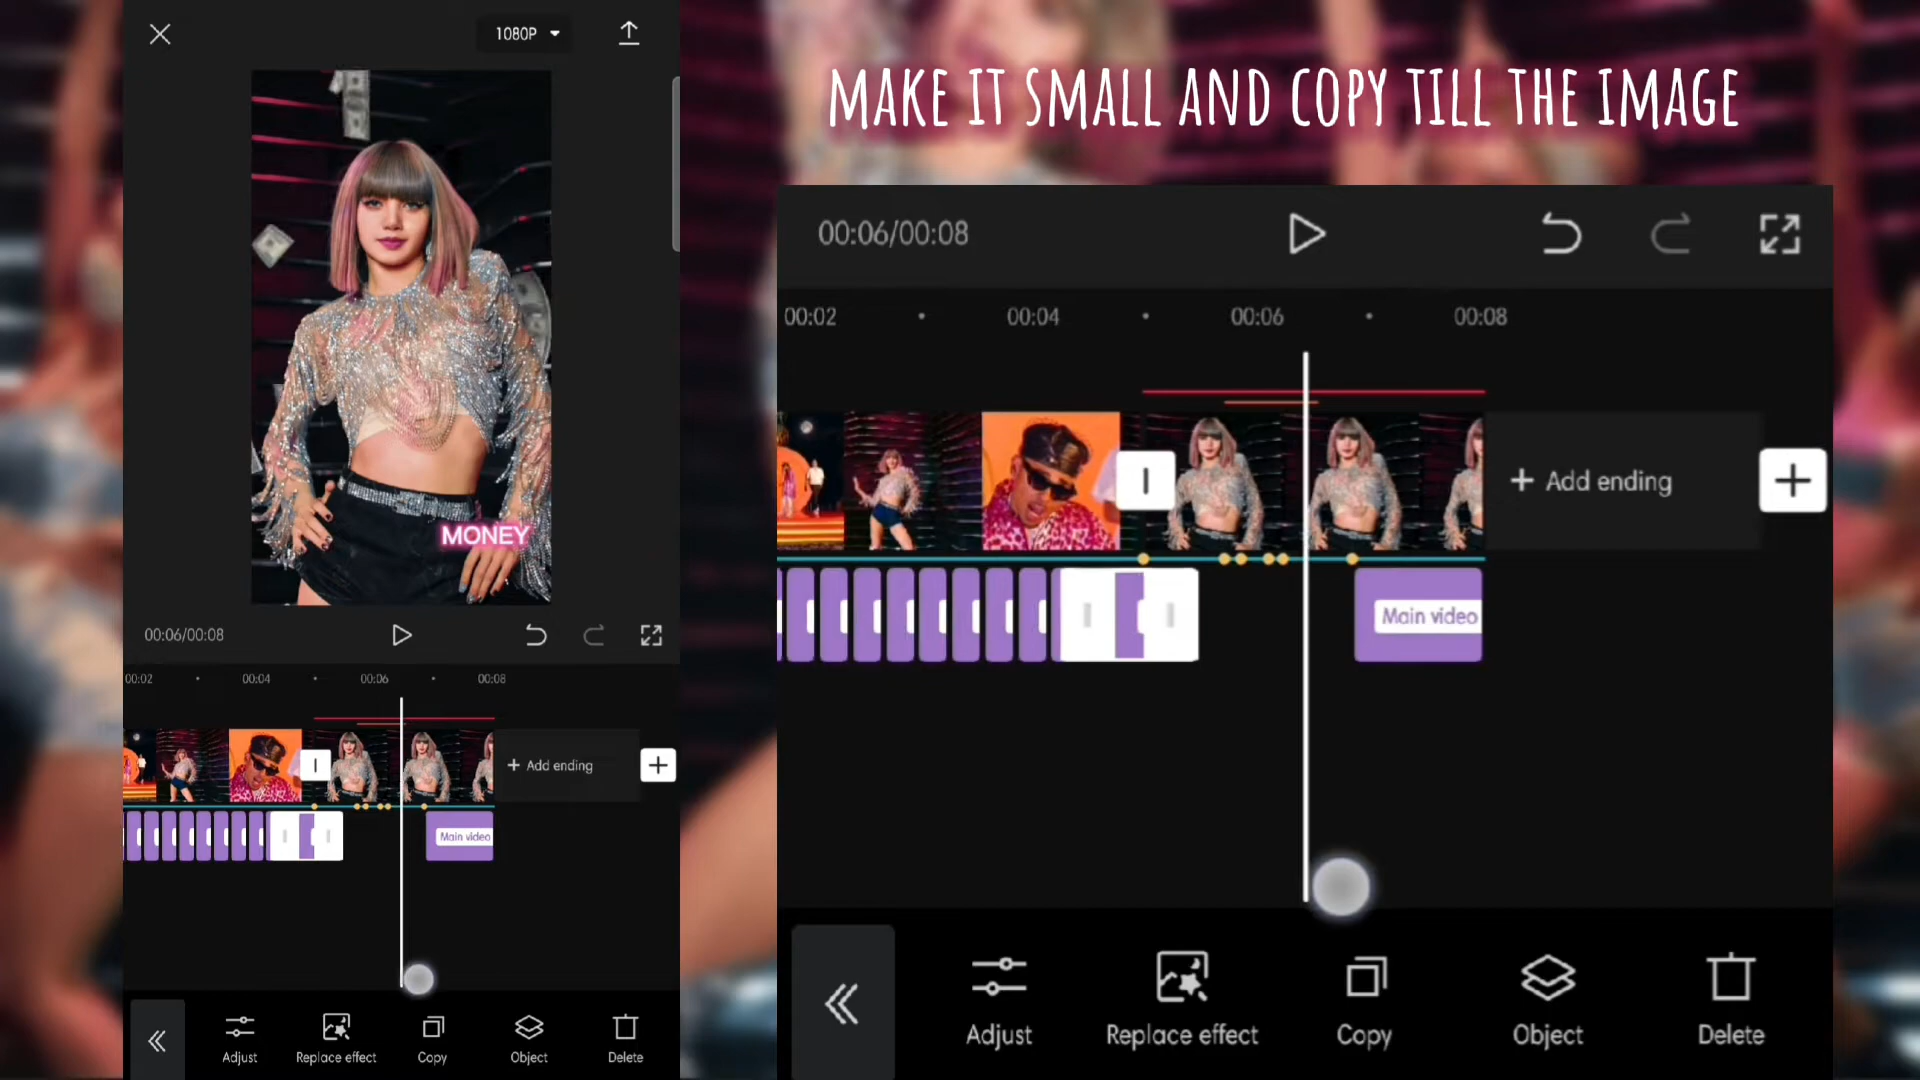 1080P
MAKE IT SMALL AND COPY TILL THE IMAGE
MONEY
00:06/00:08
00:02 00:04 00:06 00:08
+ Add ending
Main video
Adjust Replace effect Copy Object Delete
00:06/00:08
00:02 00:04 00:06 00:08
+ Add ending
Main video
Adjust Replace effect Copy Object Delete